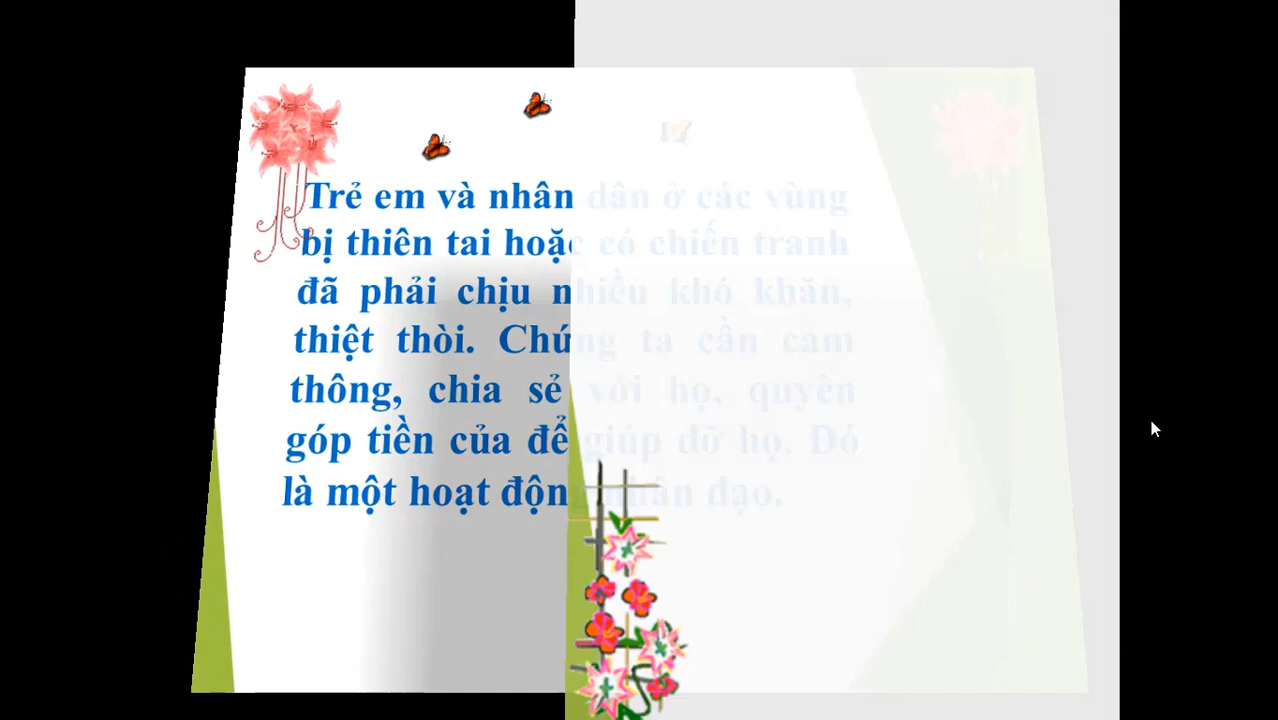 Trẻ em và nhân dân ở các vùng
bị thiên tai hoặc có chiến tranh
đã phải chịu nhiều khó khăn,
thiệt thòi. Chúng ta cần cam
thông, chia sẻ với họ, quyên
góp tiền của để giúp đỡ họ. Đó
là một hoạt động nhân đạo.